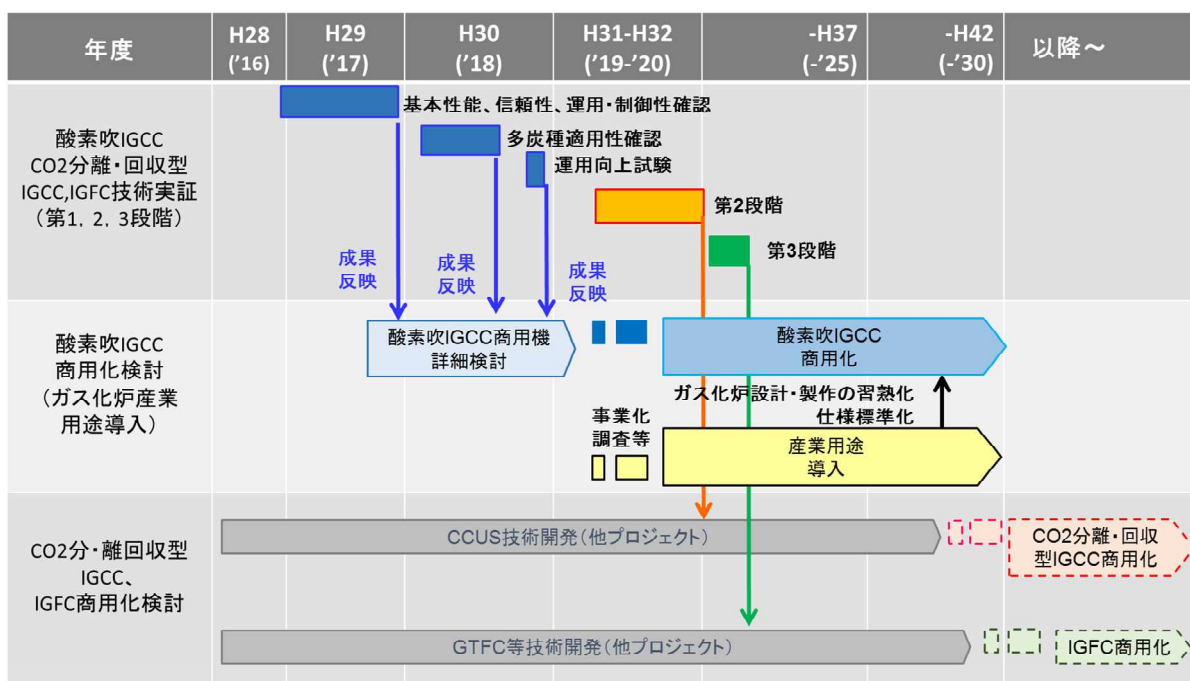 年度
H28
('16)
H29
('17)
H30
('18)
H31-H32
('19-'20)
-H37
(-'25)
-H42
(-'30)
以降~
酸素吹IGCC
CO2分離・回収型
IGCC,IGFC技術実証
(第1, 2, 3段階)
基本性能、信頼性、運用・制御性確認
多炭種適用性確認
運用向上試験
第2段階
第3段階
成果
反映
成果
反映
成果
反映
酸素吹IGCC
商用化検討
(ガス化炉産業
用途導入)
酸素吹IGCC商用機
詳細検討
酸素吹IGCC
商用化
ガス化炉設計・製作の習熟化
仕様標準化
事業化
調査等
産業用途
導入
CO2分・離回収型
IGCC、
IGFC商用化検討
CCUS技術開発(他プロジェクト)
CO2分離・回収
型IGCC商用化
GTFC等技術開発(他プロジェクト)
IGFC商用化